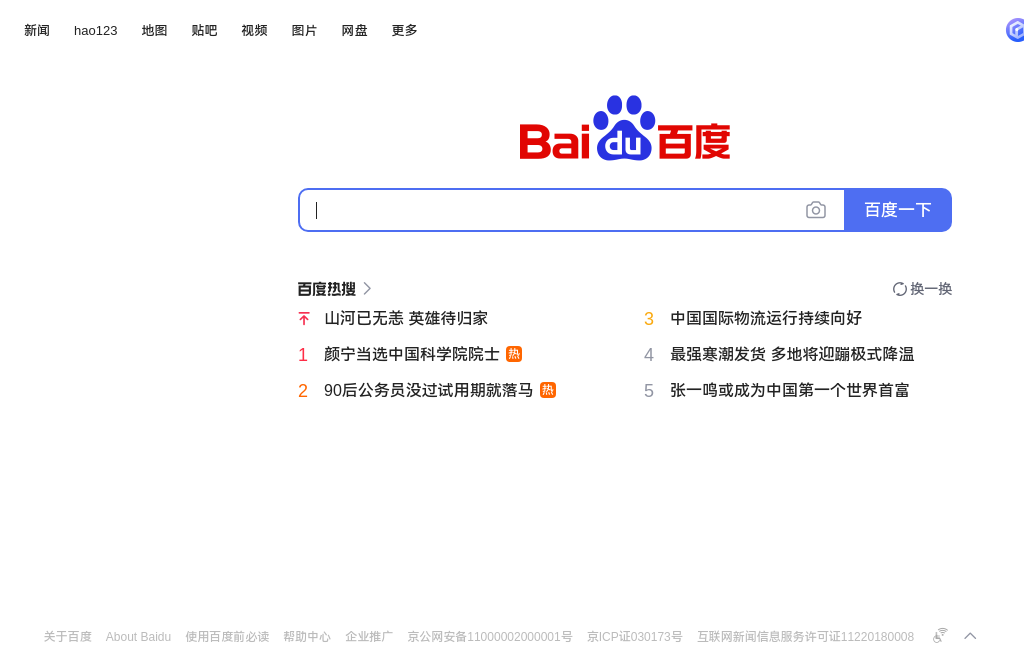 新闻 hao123 地图 贴吧 视频 图片 网盘 更多
Bai du 百度
百度一下
百度热搜 换一换
山河已无恙 英雄待归家
1 颜宁当选中国科学院院士 热
2 90后公务员没过试用期就落马 热
3 中国国际物流运行持续向好
4 最强寒潮发货 多地将迎蹦极式降温
5 张一鸣或成为中国第一个世界首富
关于百度 About Baidu 使用百度前必读 帮助中心 企业推广 京公网安备11000002000001号 京ICP证030173号 互联网新闻信息服务许可证11220180008